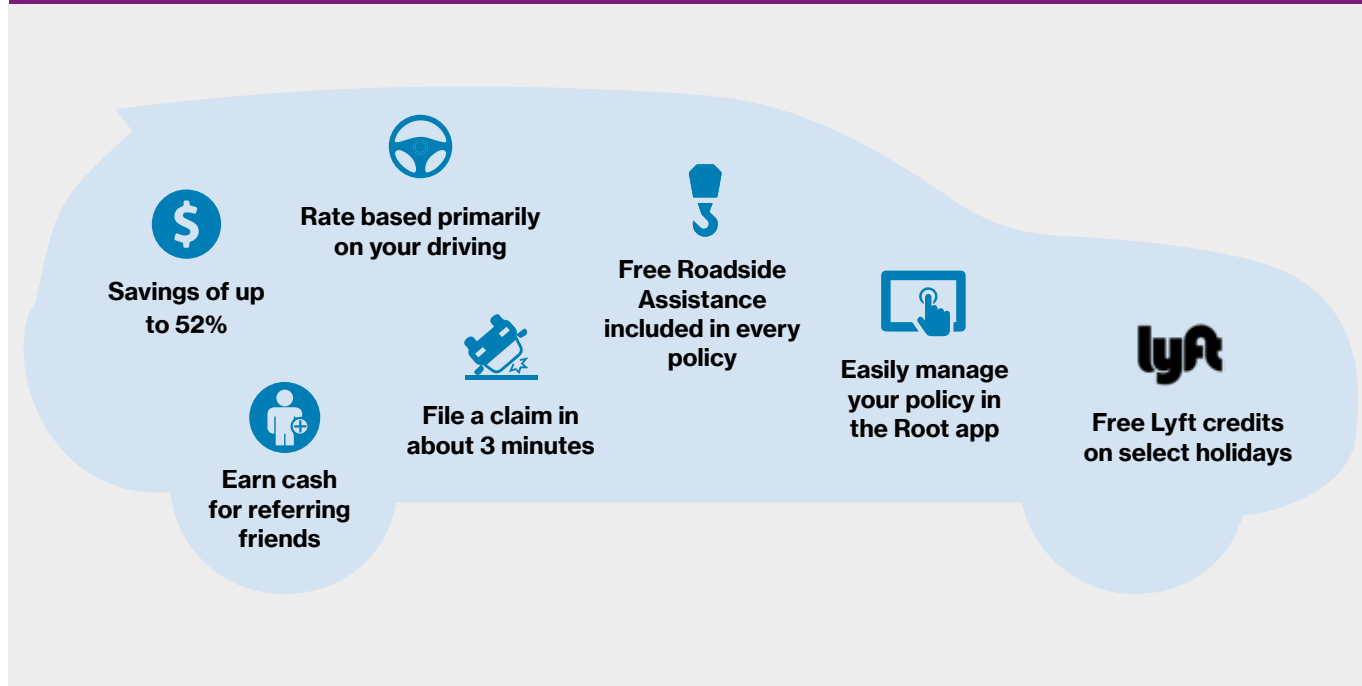 Savings of up
to 52%
Rate based primarily
on your driving
Earn cash
for referring
friends
File a claim in
about 3 minutes
Free Roadside
Assistance
included in every
policy
Easily manage
your policy in
the Root app
lyft
Free Lyft credits
on select holidays